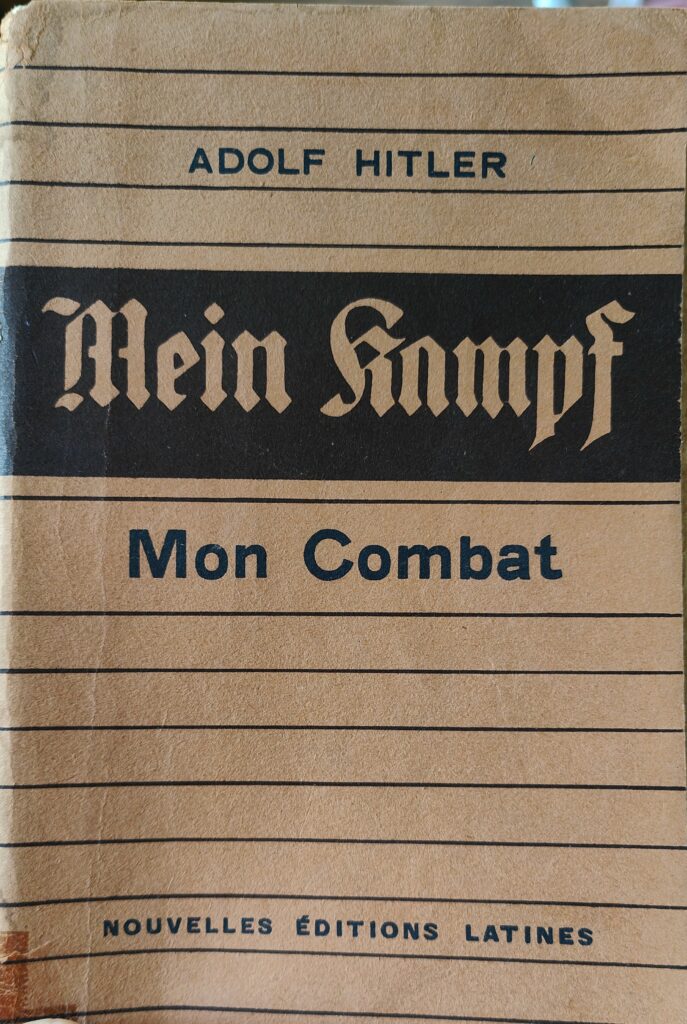 ADOLF HITLER
Mein Kampf
Mon Combat
NOUVELLES ÉDITIONS LATINES